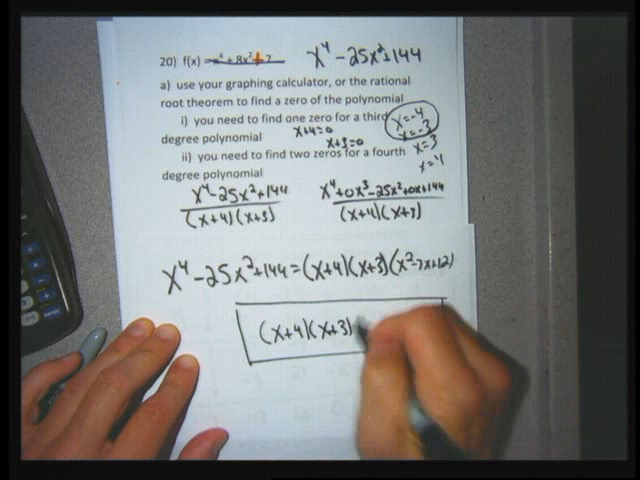 20) f(x) = x⁴ + 8x² + 7 x⁴ - 25x² + 144
a) use your graphing calculator, or the rational
root theorem to find a zero of the polynomial
i) you need to find one zero for a third
degree polynomial
x+4=0
x+3=0
x=-4
x=-3
x=3
x=4
ii) you need to find two zeros for a fourth
degree polynomial
x⁴-25x²+144
(x+4)(x+3)
x⁴+0x³-25x²+0x+144
(x+4)(x+3)
x⁴-25x²+144=(x+4)(x+3)(x²-7x+12)
(x+4)(x+3)